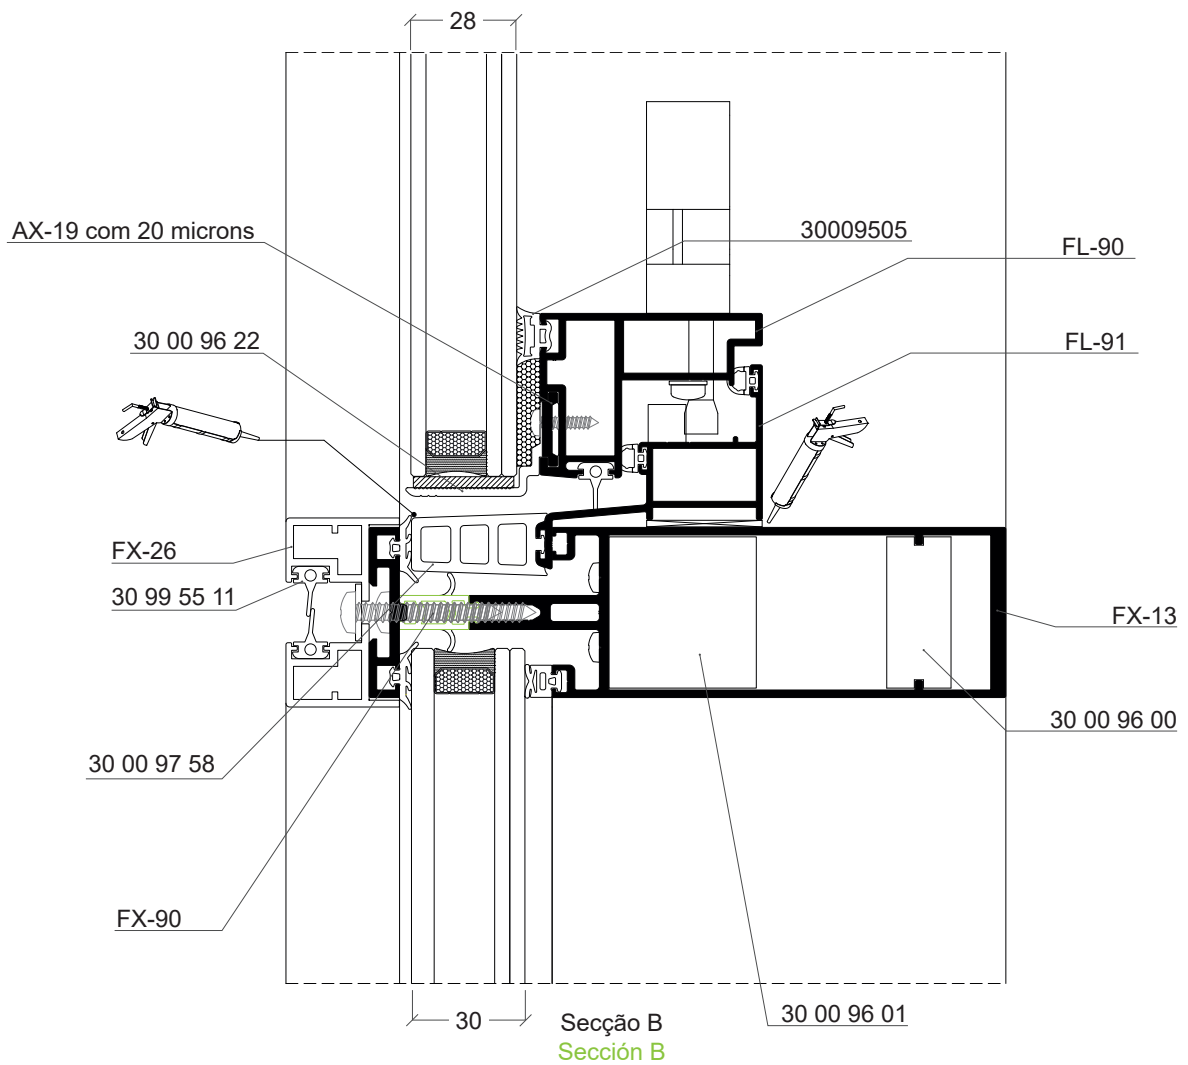 28
AX-19 com 20 microns
30009505
FL-90
30 00 96 22
FL-91
FX-26
30 99 55 11
FX-13
30 00 96 00
30 00 97 58
FX-90
30 00 96 01
30
Secção B
Sección B